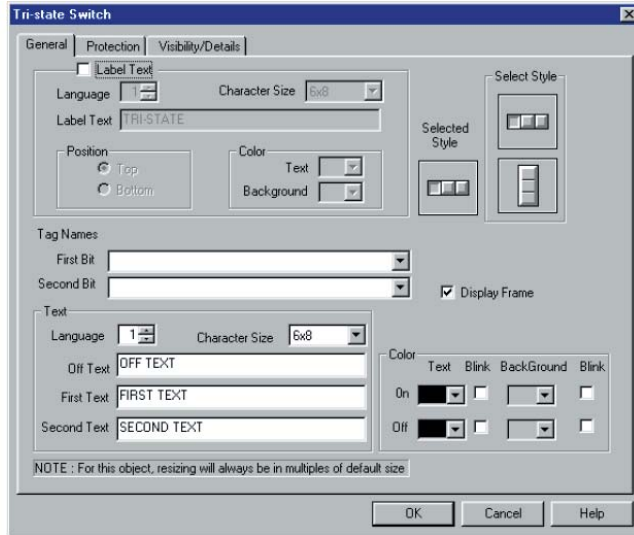 Tri-state Switch
General Protection Visibility/Details
Label Text
Language 1 Character Size 6x8
Label Text TRI-STATE
Position
Top
Bottom
Color
Text
Background
Selected Style
Select Style
Tag Names
First Bit
Second Bit
Display Frame
Text
Language 1 Character Size 6x8
Off Text OFF TEXT
First Text FIRST TEXT
Second Text SECOND TEXT
Color
Text Blink BackGround Blink
On
Off
NOTE : For this object, resizing will always be in multiples of default size
OK Cancel Help